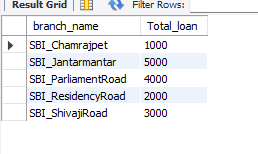 Result Grid Filter Rows:
branch_name Total_loan
SBI_Chamrajpet 1000
SBI_Jantarmantar 5000
SBI_ParliamentRoad 4000
SBI_ResidencyRoad 2000
SBI_ShivajiRoad 3000